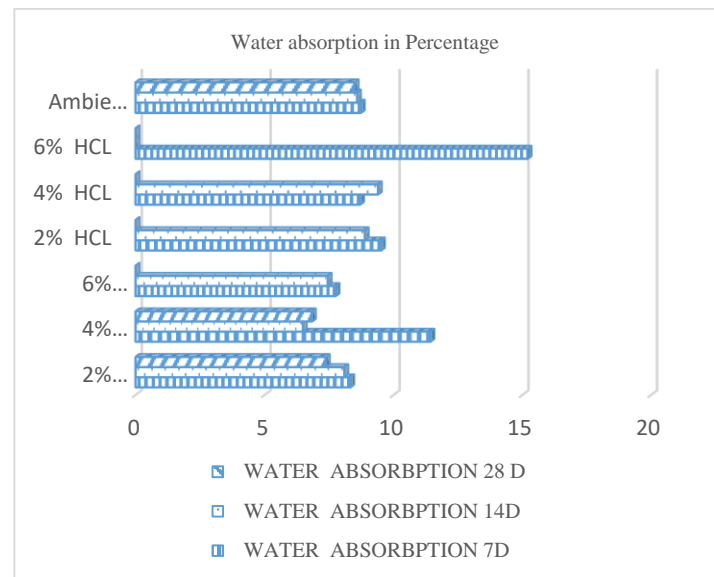 Water absorption in Percentage
Ambie...
6% HCL
4% HCL
2% HCL
6%...
4%...
2%...
0 5 10 15 20
WATER ABSORBPTION 28 D
WATER ABSORBPTION 14D
WATER ABSORBPTION 7D